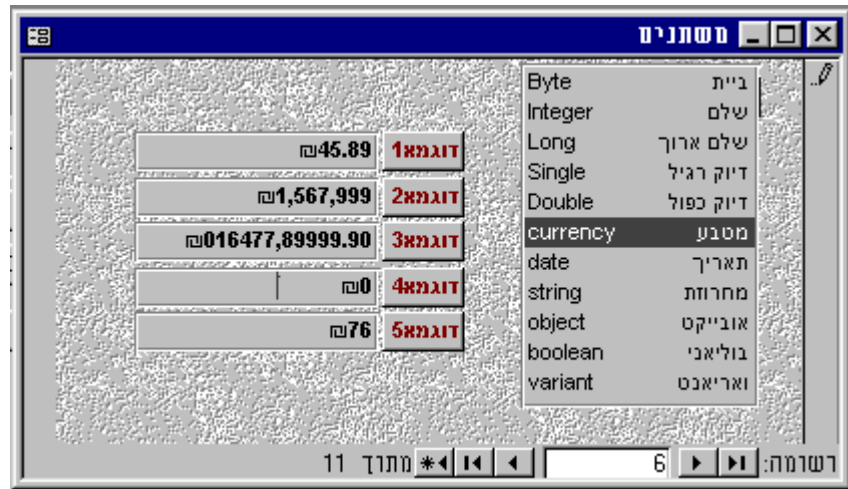 משתנים
Byte ביית
Integer שלם
Long שלם ארוך
Single דיוק רגיל
Double דיוק כפול
currency מטבע
date תאריך
string מחרוזת
object אובייקט
boolean בוליאני
variant ואריאנט
דוגמא1 ₪45.89
דוגמא2 ₪1,567,999
דוגמא3 ₪016477,89999.90
דוגמא4 ₪0
דוגמא5 ₪76
רשומה: 6 מתוך 11